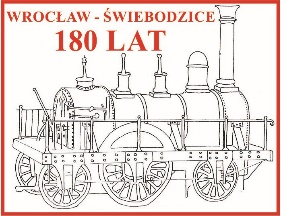 WROCŁAW - ŚWIEBODZICE
180 LAT